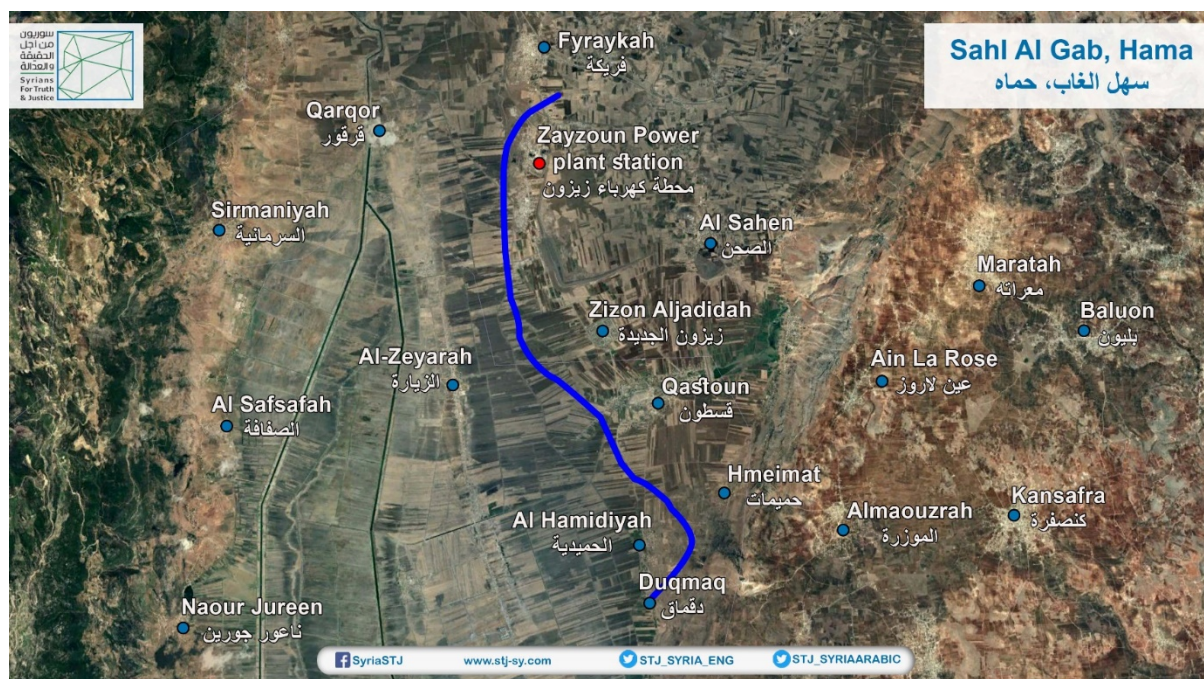 سوريون
من أجل
الحقيقة
والعدالة
Syrians
For Truth
& Justice
Sahl Al Gab, Hama
سهل الغاب، حماه
Fyraykah
فريكة
Qarqor
قرقور
Zayzoun Power
plant station
محطة كهرباء زيزون
Sirmaniyah
السرمانية
Al Sahen
الصحن
Maratah
معراته
Zizon Aljadidah
زيزون الجديدة
Baluon
بليون
Al-Zeyarah
الزيارة
Ain La Rose
عين لاروز
Qastoun
قسطون
Al Safsafah
الصفافة
Hmeimat
حميمات
Kansafra
كنصفرة
Almaouzrah
الموزرة
Al Hamidiyah
الحميدية
Duqmaq
دقماق
Naour Jureen
ناعور جورين
SyriaSTJ
www.stj-sy.com
STJ_SYRIA_ENG
STJ_SYRIAARABIC